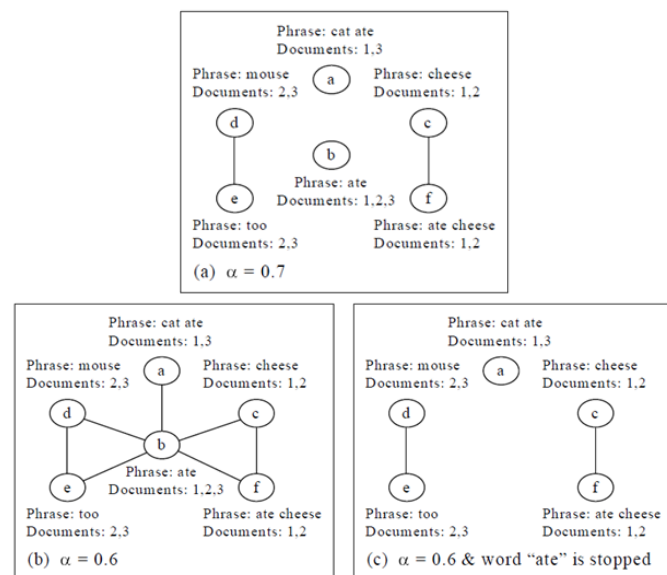 Phrase: cat ate
Documents: 1,3
Phrase: mouse
Documents: 2,3
a
Phrase: cheese
Documents: 1,2
d
c
b
e
Phrase: ate
Documents: 1,2,3
f
Phrase: too
Documents: 2,3
Phrase: ate cheese
Documents: 1,2
(a) α = 0.7
Phrase: cat ate
Documents: 1,3
Phrase: mouse
Documents: 2,3
a
Phrase: cheese
Documents: 1,2
d
c
b
e
Phrase: ate
Documents: 1,2,3
f
Phrase: too
Documents: 2,3
Phrase: ate cheese
Documents: 1,2
(b) α = 0.6
Phrase: cat ate
Documents: 1,3
Phrase: mouse
Documents: 2,3
a
Phrase: cheese
Documents: 1,2
d
c
e
f
Phrase: too
Documents: 2,3
Phrase: ate cheese
Documents: 1,2
(c) α = 0.6 & word "ate" is stopped